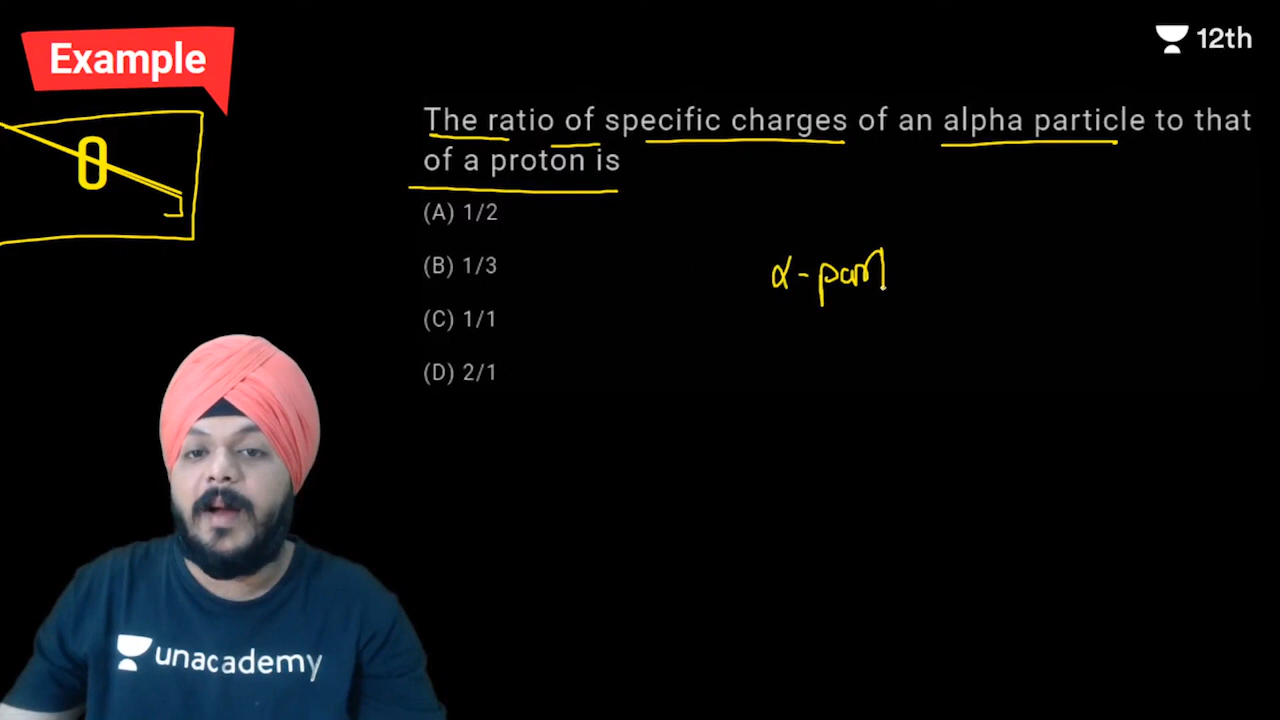 Example
12th
The ratio of specific charges of an alpha particle to that
of a proton is
0
(A) 1/2
(B) 1/3
α-part
(C) 1/1
(D) 2/1
unacademy